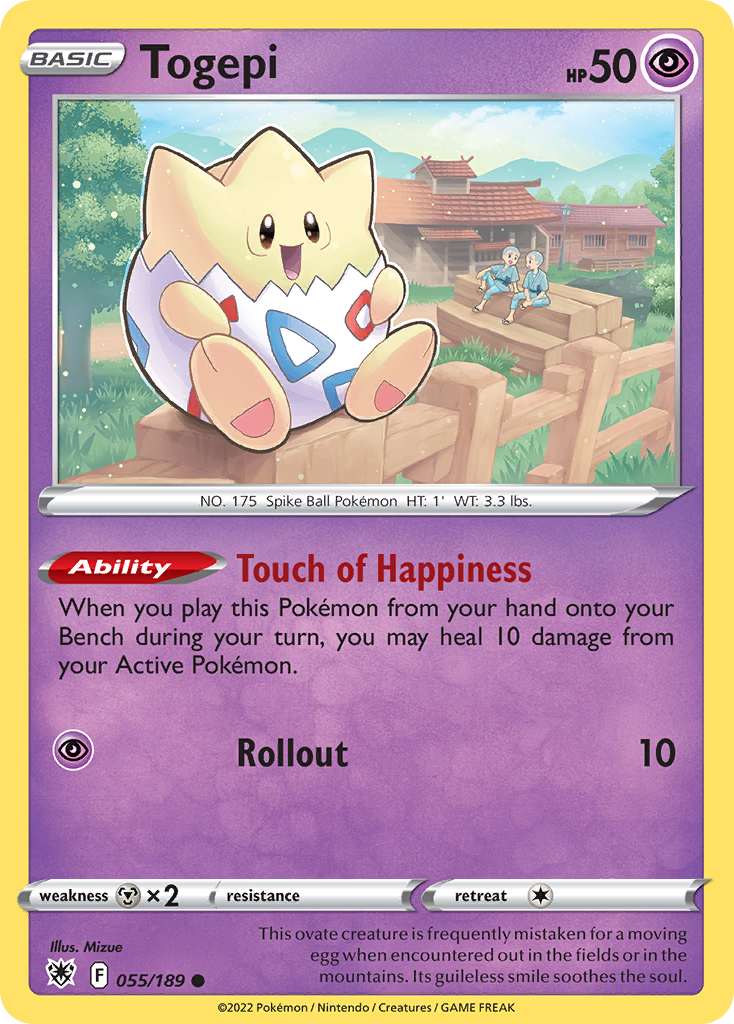 BASIC Togepi HP 50
NO. 175 Spike Ball Pokémon HT: 1' WT: 3.3 lbs.
Ability Touch of Happiness
When you play this Pokémon from your hand onto your
Bench during your turn, you may heal 10 damage from
your Active Pokémon.
Rollout 10
weakness ×2 resistance retreat
Illus. Mizue
This ovate creature is frequently mistaken for a moving
egg when encountered out in the fields or in the
mountains. Its guileless smile soothes the soul.
F 055/189
©2022 Pokémon / Nintendo / Creatures / GAME FREAK